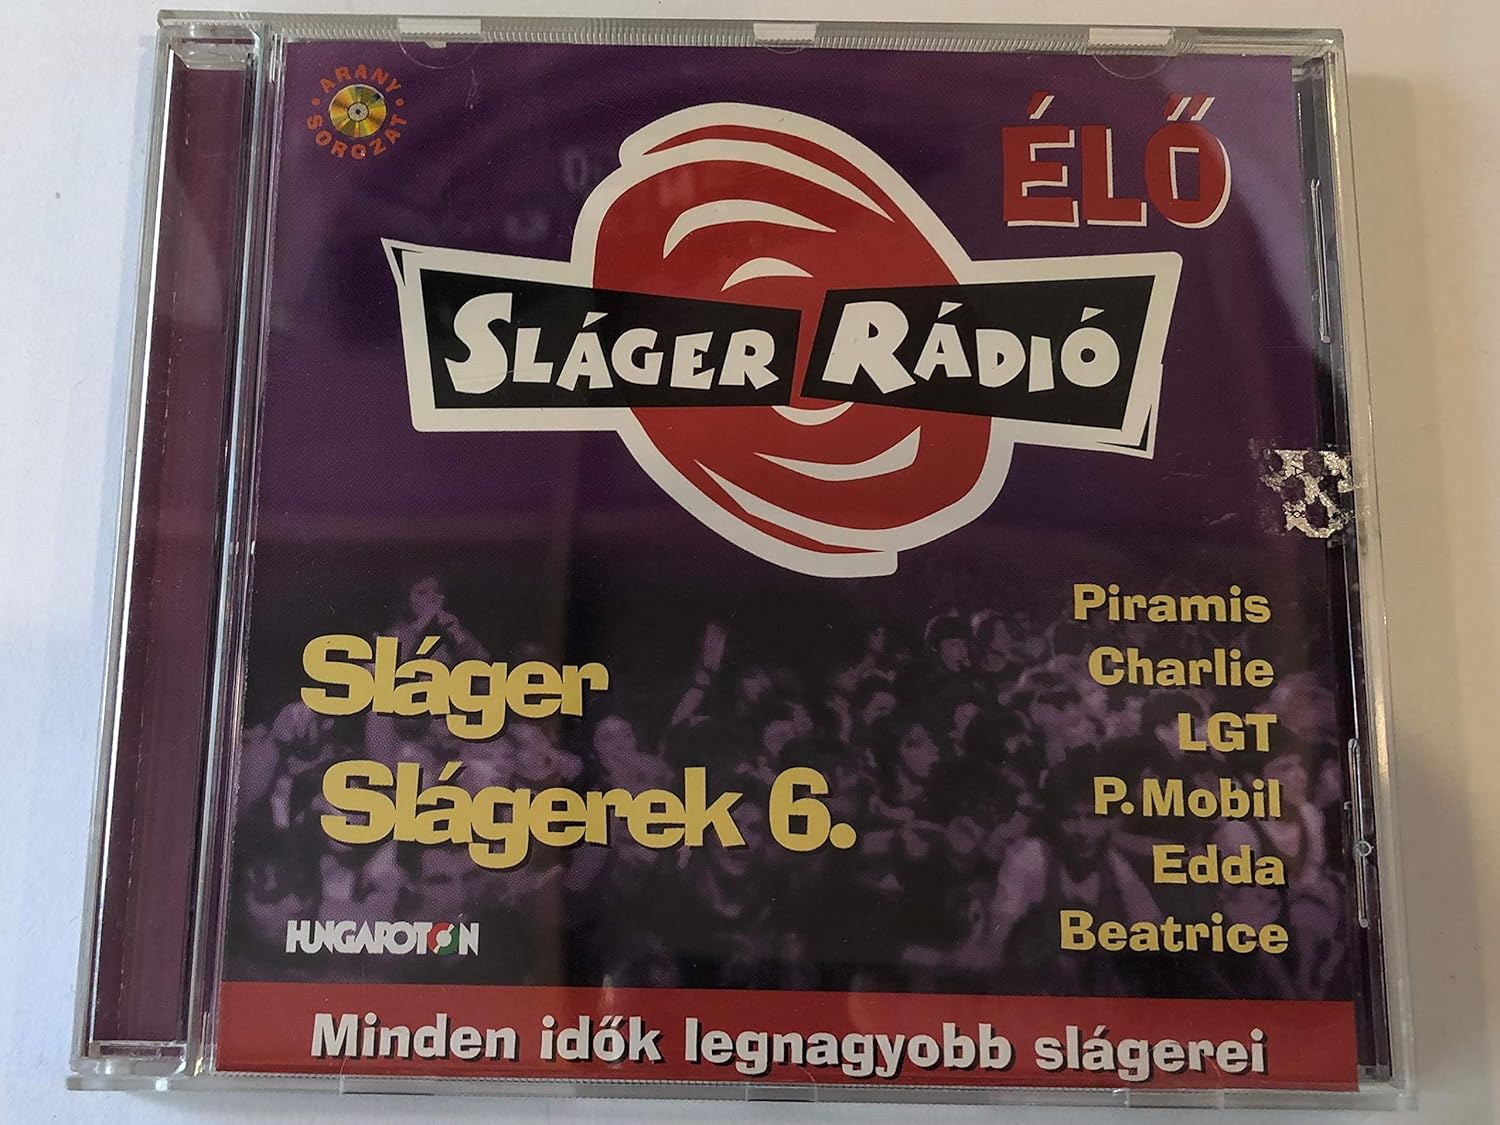 ARANY SOROZAT
ÉLŐ
SLÁGER RÁDIÓ
Piramis
Charlie
LGT
P.Mobil
Edda
Beatrice
Sláger
Slágerek 6.
HUNGAROTON
Minden idők legnagyobb slágerei